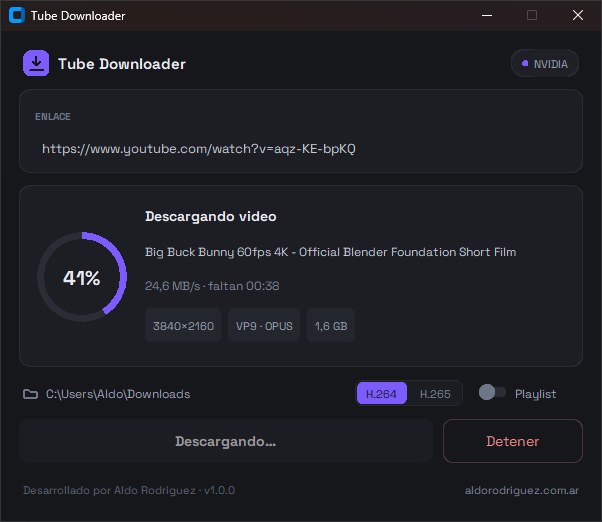 Tube Downloader
Tube Downloader
NVIDIA
ENLACE
https://www.youtube.com/watch?v=aqz-KE-bpKQ
Descargando video
Big Buck Bunny 60fps 4K - Official Blender Foundation Short Film
41%
24,6 MB/s · faltan 00:38
3840×2160 VP9 · OPUS 1,6 GB
C:\Users\Aldo\Downloads H.264 H.265 Playlist
Descargando... Detener
Desarrollado por Aldo Rodriguez · v1.0.0 aldorodriguez.com.ar